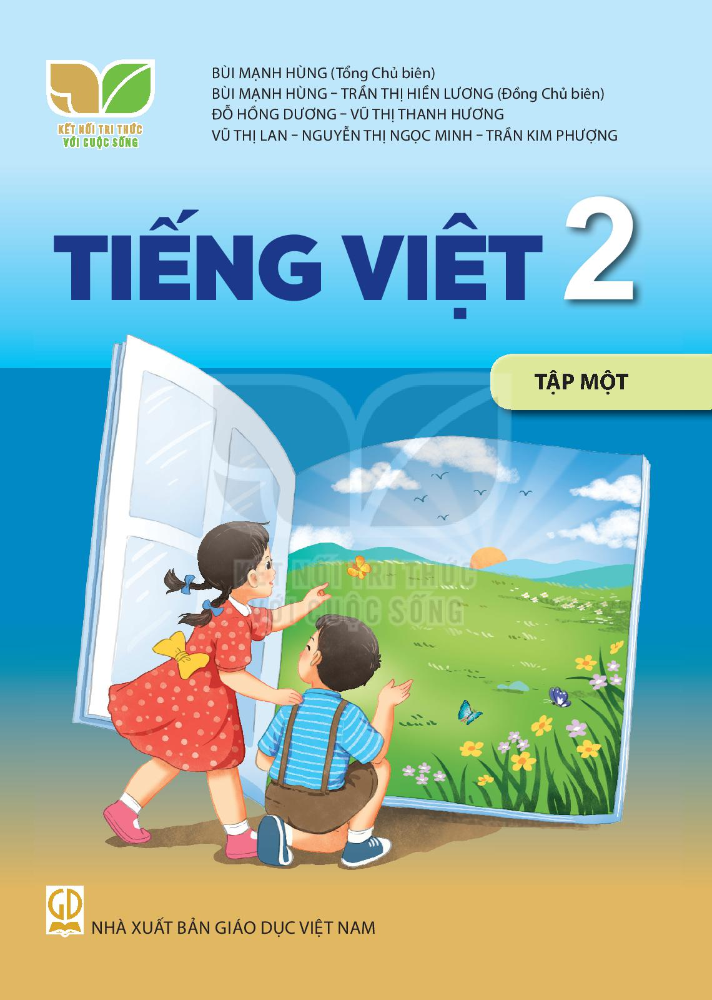 BÙI MẠNH HÙNG (Tổng Chủ biên)
BÙI MẠNH HÙNG – TRẦN THỊ HIỀN LƯƠNG (Đồng Chủ biên)
ĐỖ HỒNG DƯƠNG – VŨ THỊ THANH HƯƠNG
VŨ THỊ LAN – NGUYỄN THỊ NGỌC MINH – TRẦN KIM PHƯỢNG
KẾT NỐI TRI THỨC
VỚI CUỘC SỐNG
TIẾNG VIỆT 2
TẬP MỘT
KẾT NỐI TRI THỨC
VỚI CUỘC SỐNG
GD
NHÀ XUẤT BẢN GIÁO DỤC VIỆT NAM